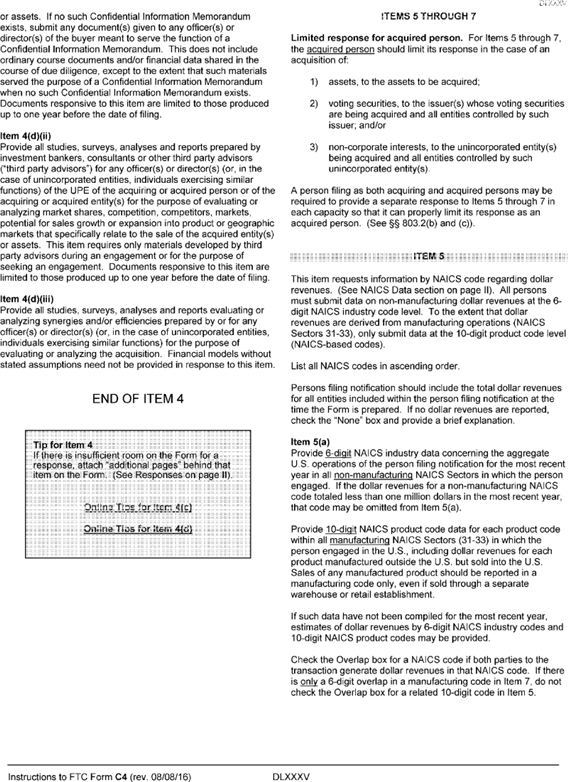 or assets. If no such Confidential Information Memorandum
exists, submit any document(s) given to any officer(s) or
director(s) of the buyer meant to serve the function of a
Confidential Information Memorandum. This does not include
ordinary course documents and/or financial data shared in the
course of due diligence, except to the extent that such materials
served the purpose of a Confidential Information Memorandum
when no such Confidential Information Memorandum exists.
Documents responsive to this item are limited to those produced
up to one year before the date of filing.
Item 4(d)(ii)
Provide all studies, surveys, analyses and reports prepared by
investment bankers, consultants or other third party advisors
("third party advisors") for any officer(s) or director(s) (or, in the
case of unincorporated entities, individuals exercising similar
functions) of the UPE of the acquiring or acquired person or of the
acquiring or acquired entity(s) for the purpose of evaluating or
analyzing market shares, competition, competitors, markets,
potential for sales growth or expansion into product or geographic
markets that specifically relate to the sale of the acquired entity(s)
or assets. This item requires only materials developed by third
party advisors during an engagement or for the purpose of
seeking an engagement. Documents responsive to this item are
limited to those produced up to one year before the date of filing.
Item 4(d)(iii)
Provide all studies, surveys, analyses and reports evaluating or
analyzing synergies and/or efficiencies prepared by or for any
officer(s) or director(s) (or, in the case of unincorporated entities,
individuals exercising similar functions) for the purpose of
evaluating or analyzing the acquisition. Financial models without
stated assumptions need not be provided in response to this item.
END OF ITEM 4
Tip for Item 4
If there is insufficient room on the Form for a
response, attach "additional pages" behind that
item on the Form. (See Responses on page II).
Online Tips for Item 4(c)
Online Tips for Item 4(d)
DLXXXV
ITEMS 5 THROUGH 7
Limited response for acquired person. For Items 5 through 7,
the acquired person should limit its response in the case of an
acquisition of:
1) assets, to the assets to be acquired;
2) voting securities, to the issuer(s) whose voting securities
are being acquired and all entities controlled by such
issuer; and/or
3) non-corporate interests, to the unincorporated entity(s)
being acquired and all entities controlled by such
unincorporated entity(s).
A person filing as both acquiring and acquired persons may be
required to provide a separate response to Items 5 through 7 in
each capacity so that it can properly limit its response as an
acquired person. (See §§ 803.2(b) and (c)).
ITEM 5
This item requests information by NAICS code regarding dollar
revenues. (See NAICS Data section on page II). All persons
must submit data on non-manufacturing dollar revenues at the 6-
digit NAICS industry code level. To the extent that dollar
revenues are derived from manufacturing operations (NAICS
Sectors 31-33), only submit data at the 10-digit product code level
(NAICS-based codes).
List all NAICS codes in ascending order.
Persons filing notification should include the total dollar revenues
for all entities included within the person filing notification at the
time the Form is prepared. If no dollar revenues are reported,
check the "None" box and provide a brief explanation.
Item 5(a)
Provide 6-digit NAICS industry data concerning the aggregate
U.S. operations of the person filing notification for the most recent
year in all non-manufacturing NAICS Sectors in which the person
engaged. If the dollar revenues for a non-manufacturing NAICS
code totaled less than one million dollars in the most recent year,
that code may be omitted from Item 5(a).
Provide 10-digit NAICS product code data for each product code
within all manufacturing NAICS Sectors (31-33) in which the
person engaged in the U.S., including dollar revenues for each
product manufactured outside the U.S. but sold into the U.S.
Sales of any manufactured product should be reported in a
manufacturing code only, even if sold through a separate
warehouse or retail establishment.
If such data have not been compiled for the most recent year,
estimates of dollar revenues by 6-digit NAICS industry codes and
10-digit NAICS product codes may be provided.
Check the Overlap box for a NAICS code if both parties to the
transaction generate dollar revenues in that NAICS code. If there
is only a 6-digit overlap in a manufacturing code in Item 7, do not
check the Overlap box for a related 10-digit code in Item 5.
Instructions to FTC Form C4 (rev. 08/08/16)
DLXXXV